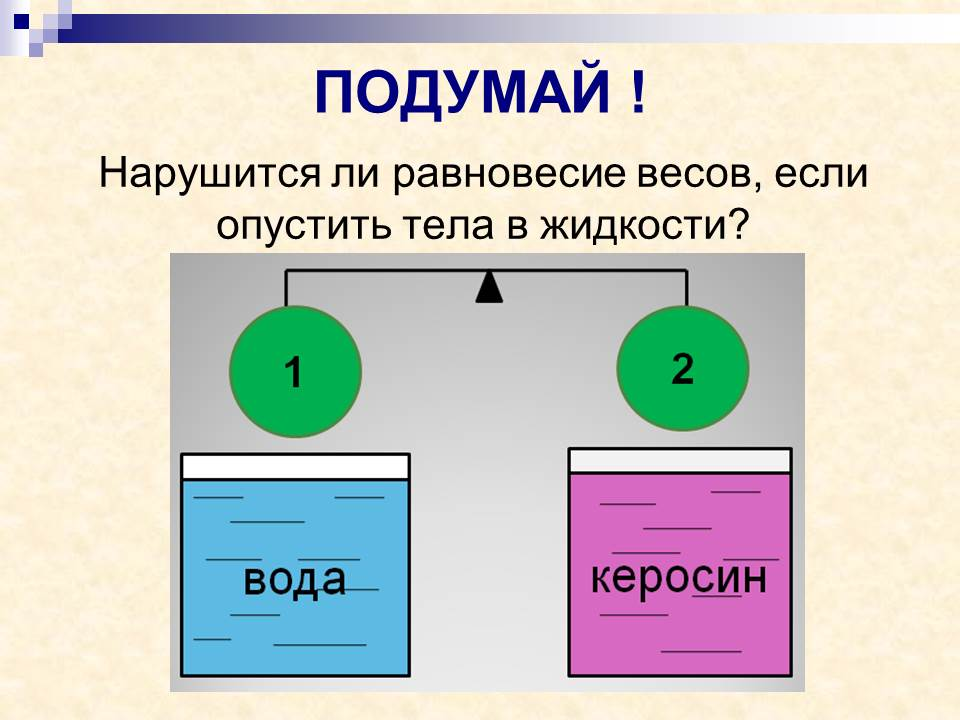 ПОДУМАЙ !
Нарушится ли равновесие весов, если
опустить тела в жидкости?
1
2
вода
керосин